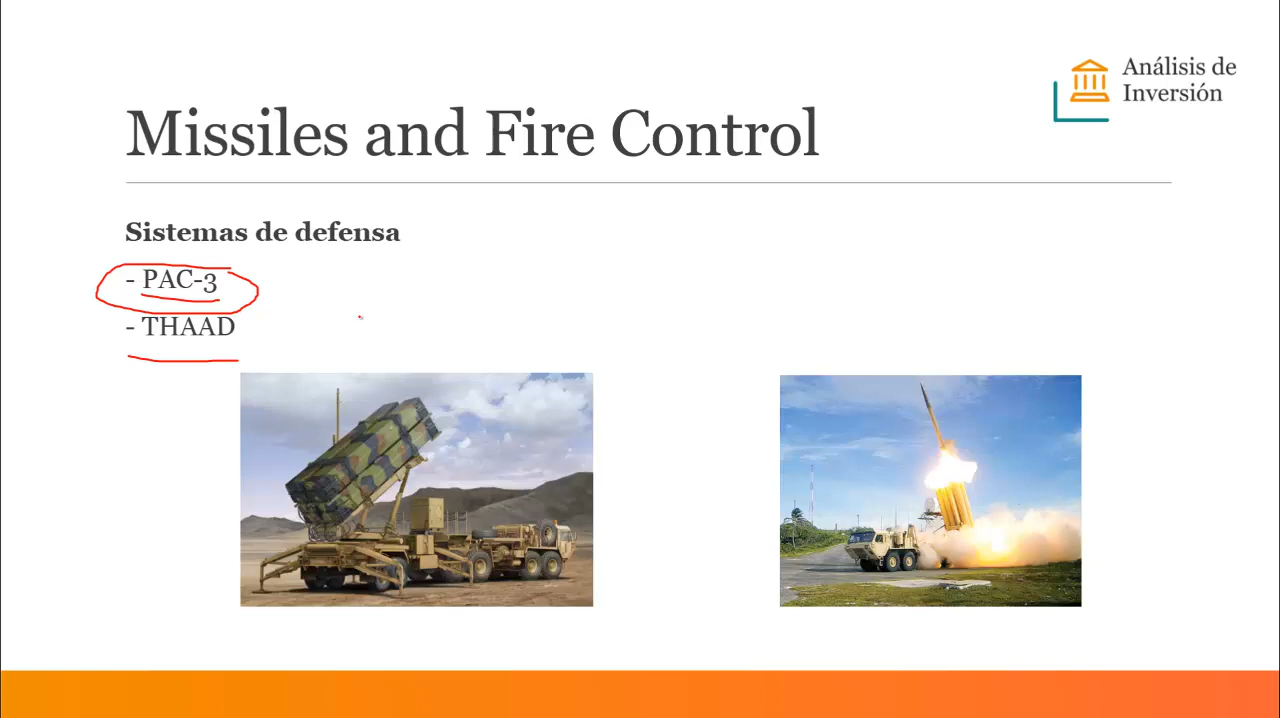 Análisis de
Inversión
Missiles and Fire Control
Sistemas de defensa
- PAC-3
- THAAD